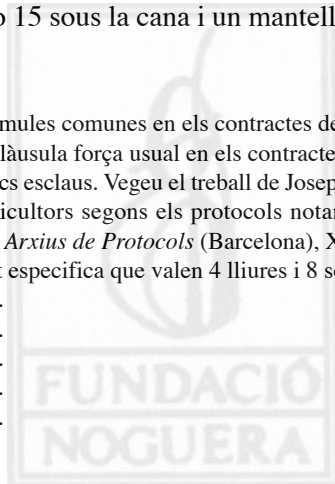 15 sous la cana i un mantell
mules comunes en els contractes de
làusula força usual en els contracte
cs esclaus. Vegeu el treball de Josep
icultors segons els protocols notar
Arxius de Protocols (Barcelona), X
t especifica que valen 4 lliures i 8 s
.
.
.
.
.
FUNDACIÓ
NOGUERA